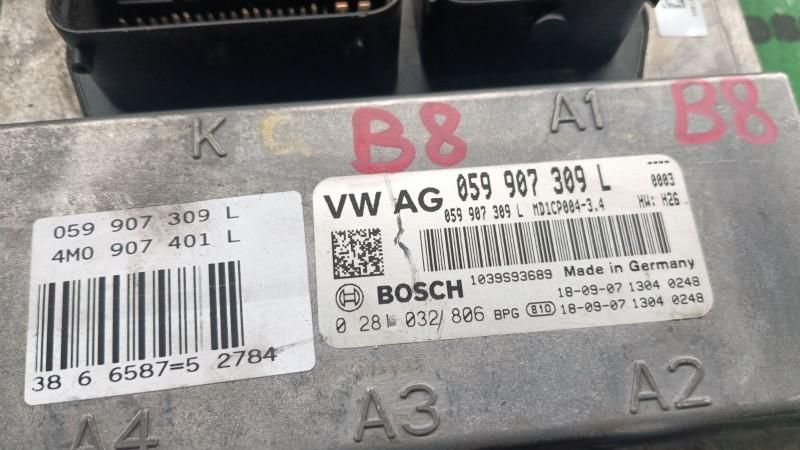 K
B8
A1
B8
059 907 309 L
4M0 907 401 L
38 6 6587=5 2784
VW AG 059 907 309 L
0003
059 907 309 L MD1CP004-3.4 HW: H26
1039S93689 Made in Germany
BOSCH 18-09-07 1304 0248
0 281 032 806 BPG 810 18-09-07 1304 0248
A4
A3
A2